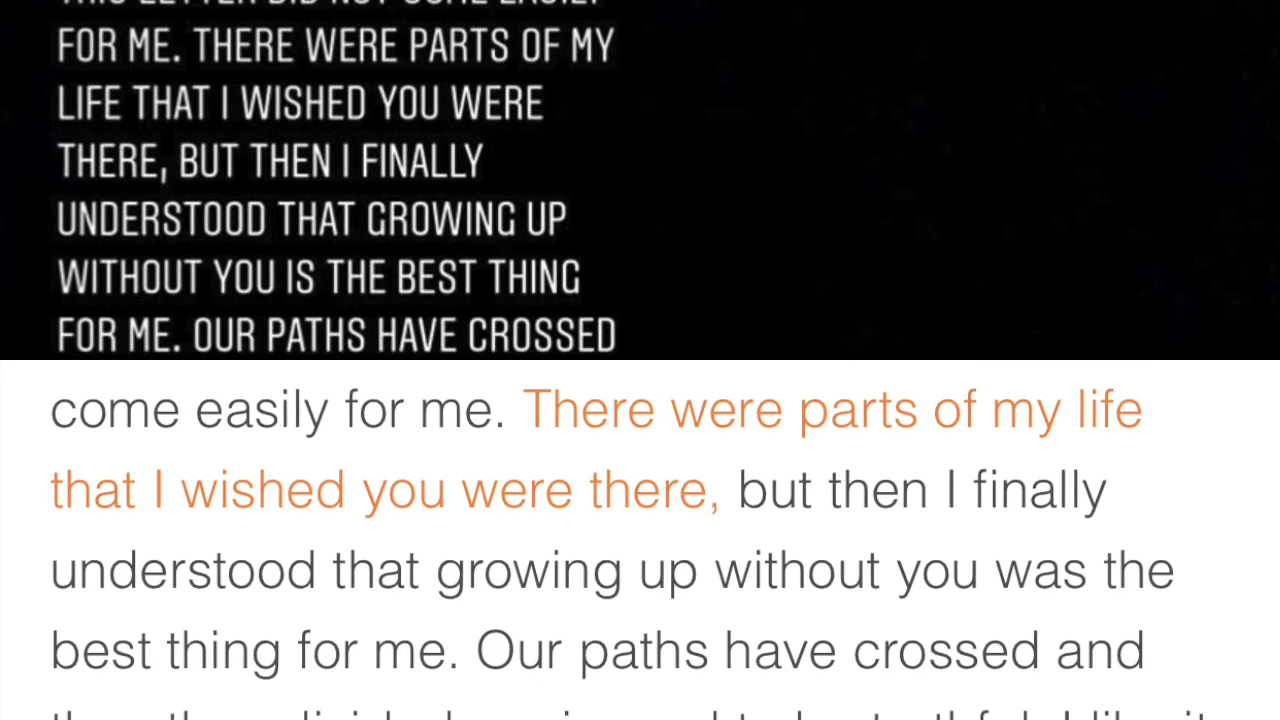 FOR ME. THERE WERE PARTS OF MY
LIFE THAT I WISHED YOU WERE
THERE, BUT THEN I FINALLY
UNDERSTOOD THAT GROWING UP
WITHOUT YOU IS THE BEST THING
FOR ME. OUR PATHS HAVE CROSSED
come easily for me. There were parts of my life
that I wished you were there, but then I finally
understood that growing up without you was the
best thing for me. Our paths have crossed and